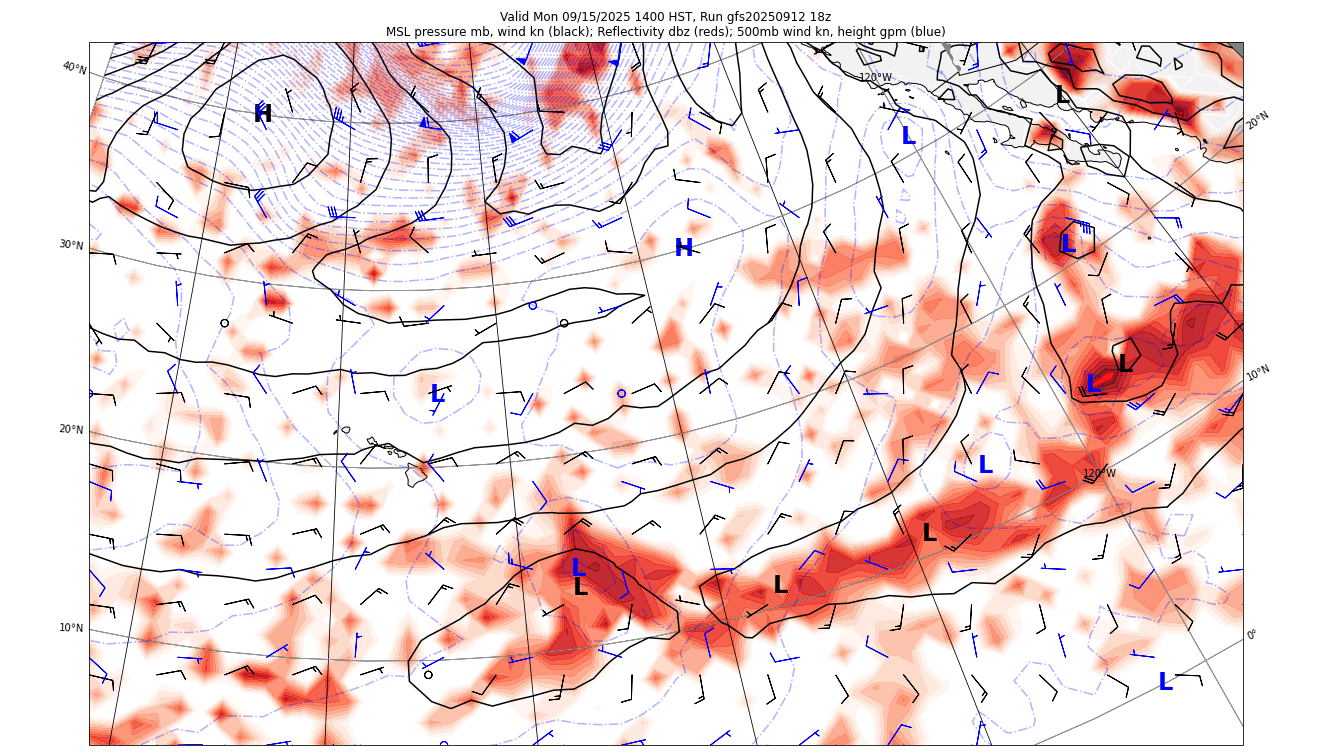 Valid Mon 09/15/2025 1400 HST, Run gfs20250912 18z
MSL pressure mb, wind kn (black); Reflectivity dbz (reds); 500mb wind kn, height gpm (blue)
40°N
120°W
L
20°N
H
L
30°N
H
L
L
10°N
L
L
20°N
L
120°W
L
L
L
L
10°N
0°
L